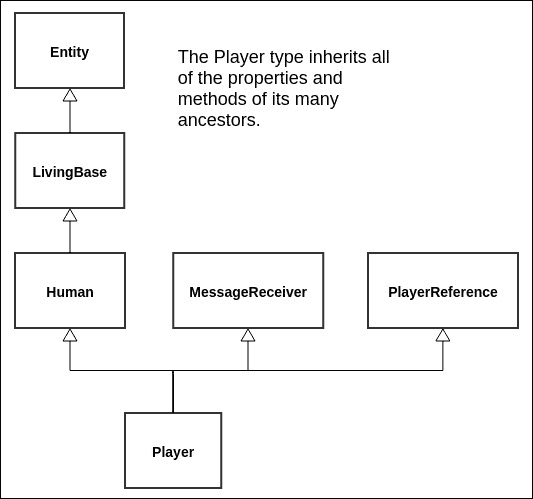 Entity
The Player type inherits all
of the properties and
methods of its many
ancestors.
LivingBase
Human
MessageReceiver
PlayerReference
Player